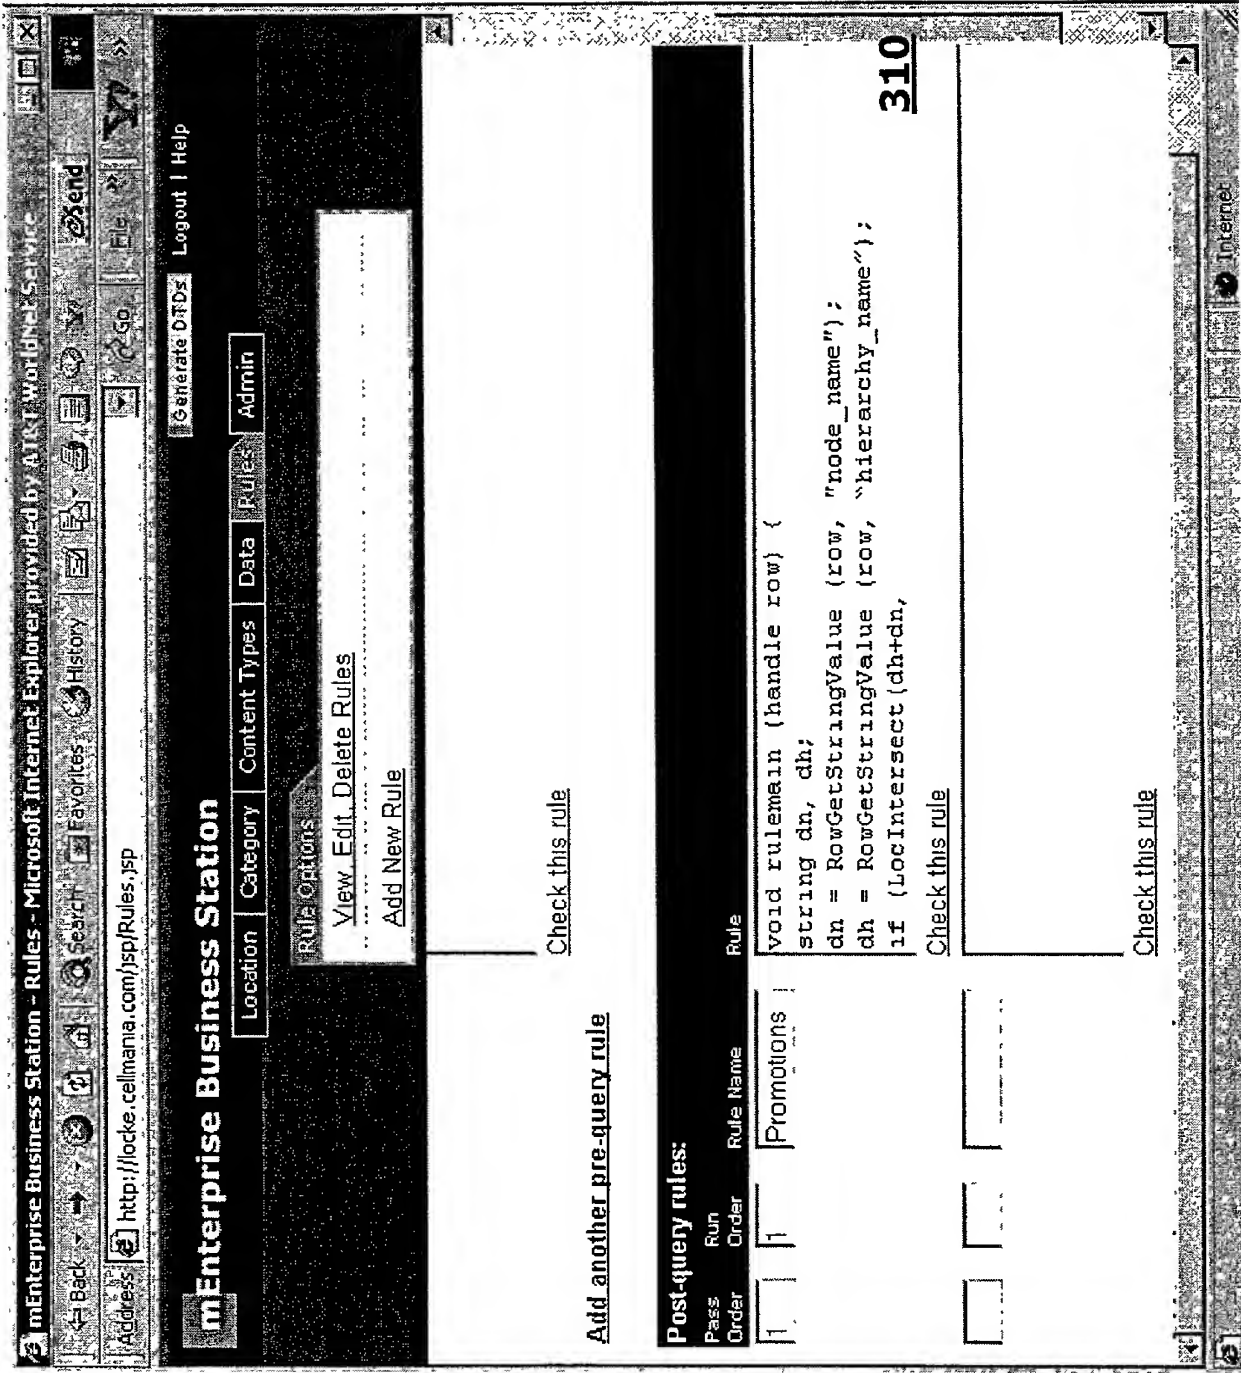 mEnterprise Business Station - Rules - Microsoft Internet Explorer provided by AT&T WorldNet Service
Back Search Favorites History Send
Address http://locke.cellmania.com/jsp/Rules.jsp Go File » Y! »
Generate DTDs Logout | Help
mEnterprise Business Station
Location Category Content Types Data Rules Admin
Rule Options
View, Edit, Delete Rules
Add New Rule
Check this rule
Add another pre-query rule
Post-query rules:
Pass Order Run Order Rule Name Rule
1 1 Promotions
void rulemain (handle row) {
string dn, dh;
dn = RowGetStringValue (row, "node_name");
dh = RowGetStringValue (row, "hierarchy_name");
if (LocIntersect(dh+dn,
310
Check this rule
Check this rule
Internet